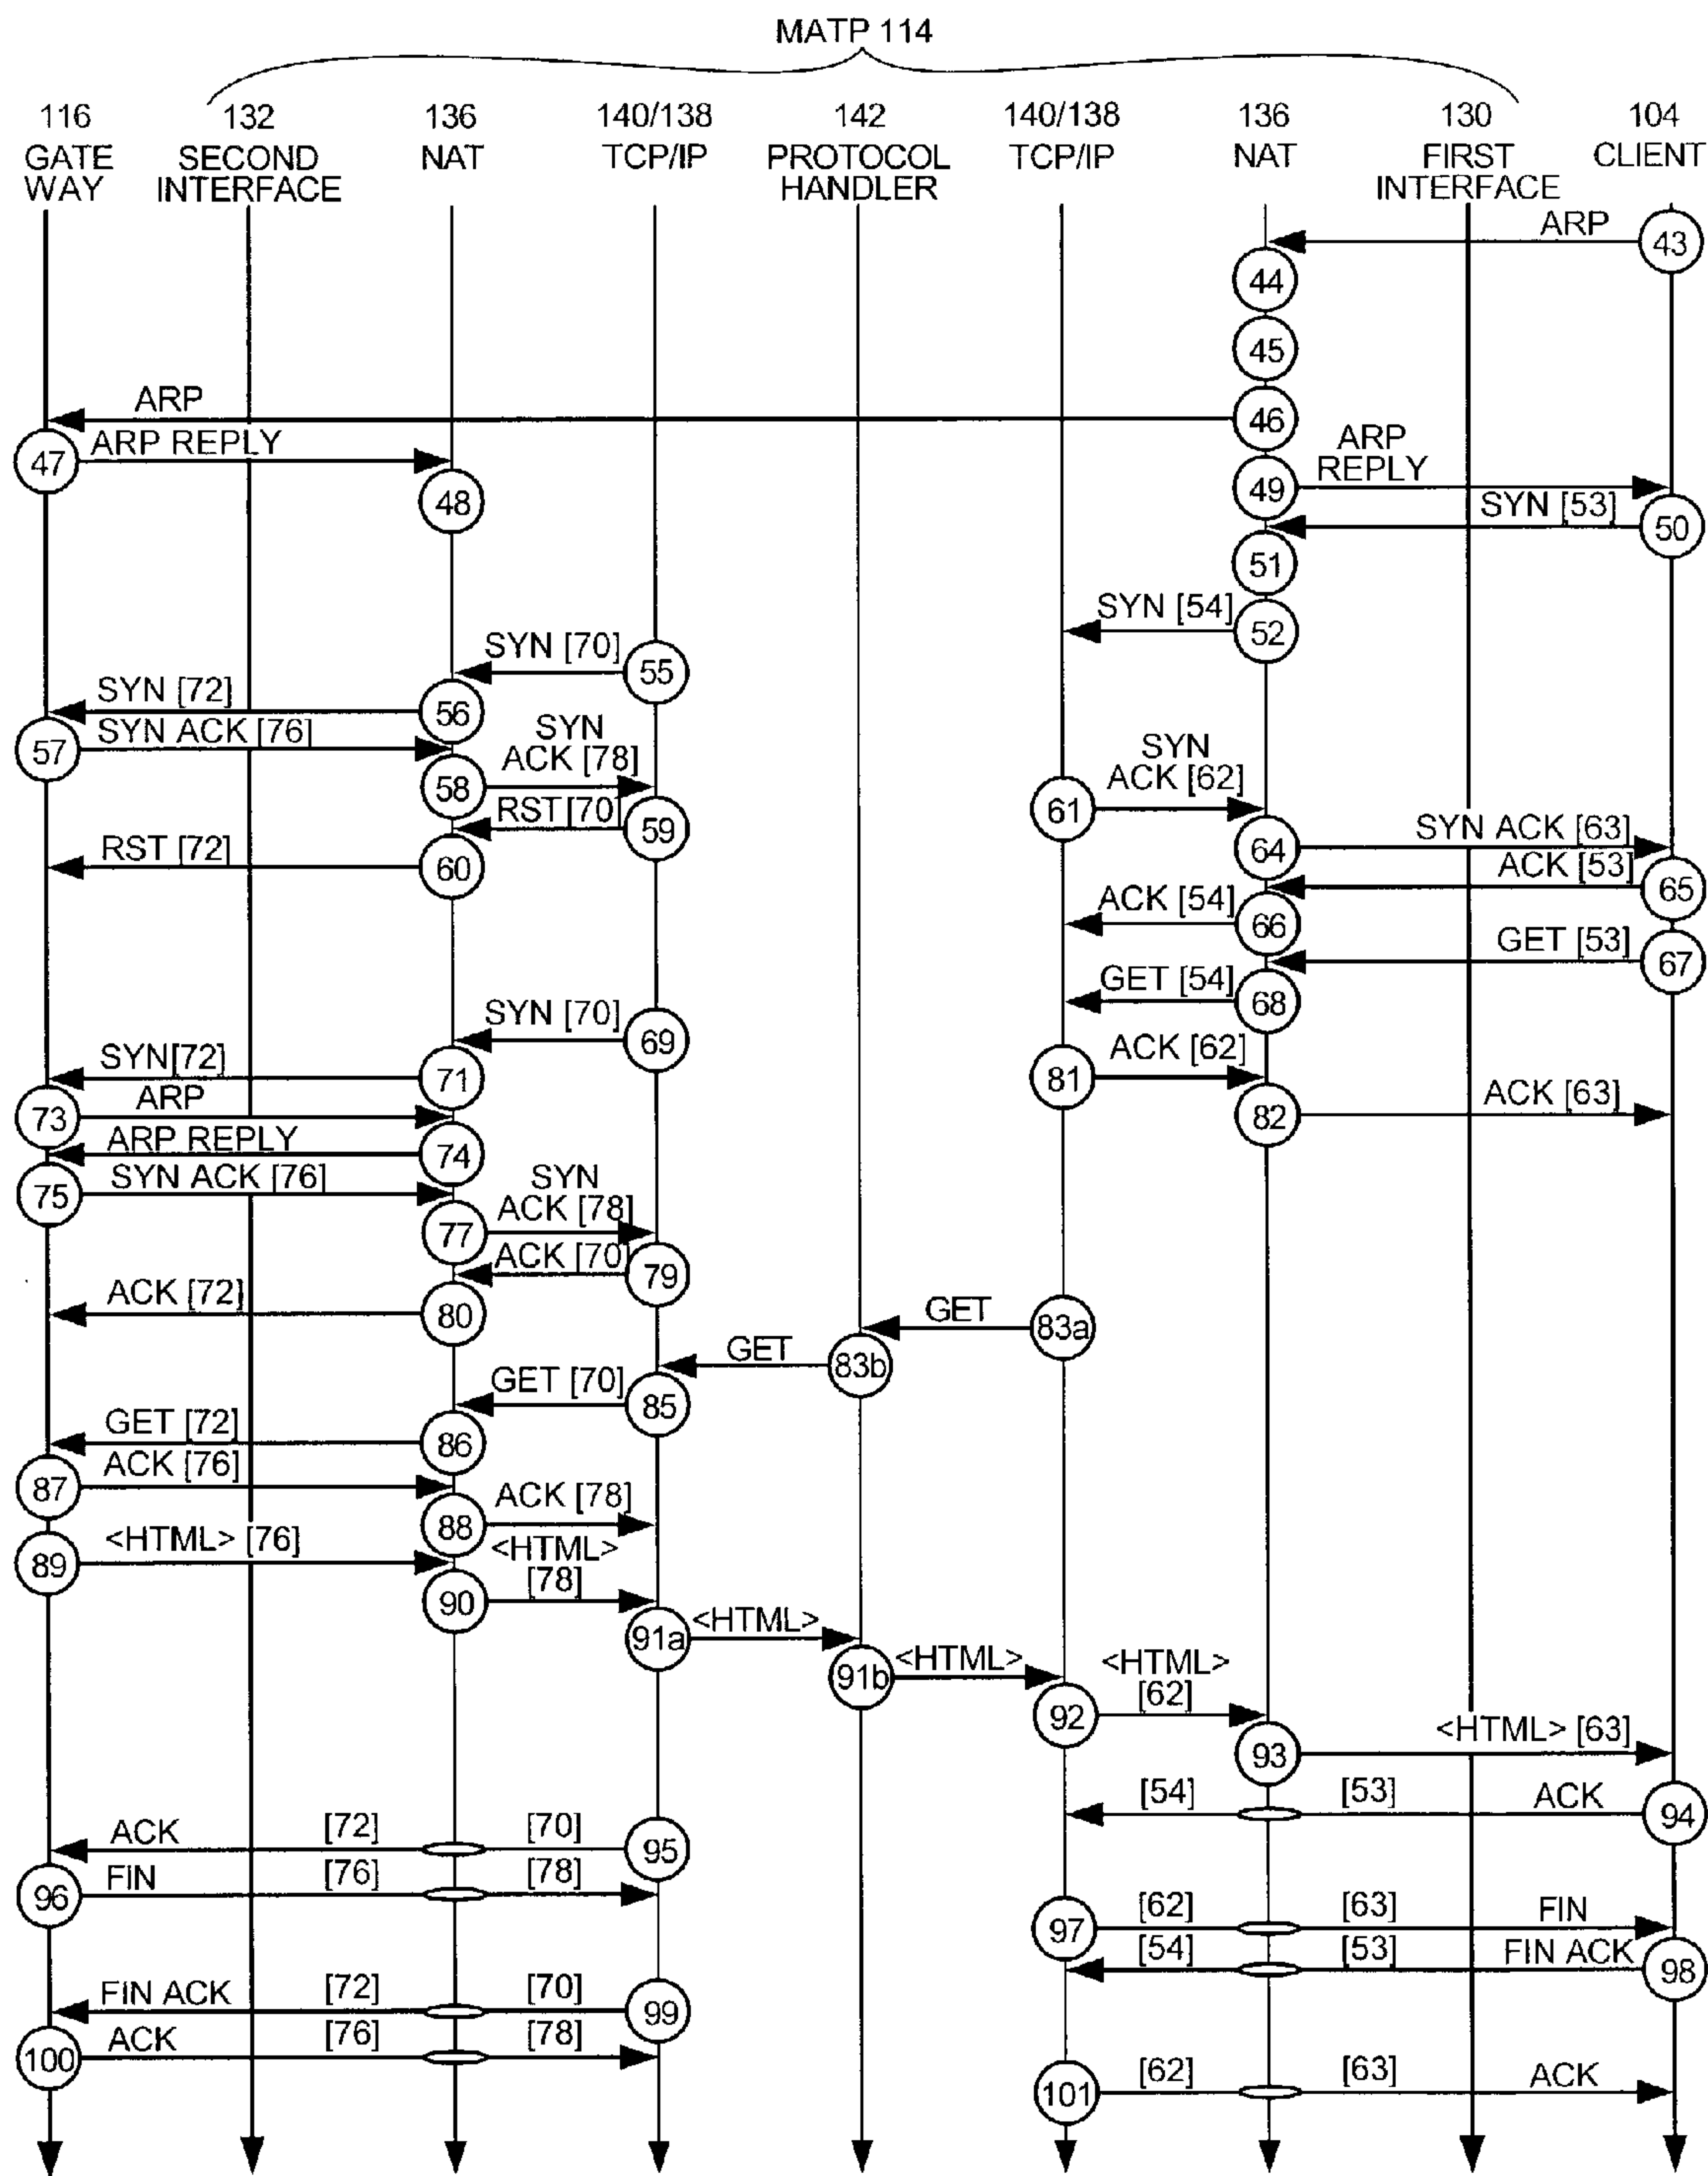 MATP 114
116 132 136 140/138 142 140/138 136 130 104
GATE SECOND NAT TCP/IP PROTOCOL TCP/IP NAT FIRST CLIENT
WAY INTERFACE HANDLER INTERFACE
ARP
43
44
45
ARP
46
47
ARP REPLY
48
49
ARP
REPLY
SYN [53]
50
51
SYN [54]
52
SYN [70]
55
SYN [72]
56
57
SYN ACK [76]
58
SYN
ACK [78]
RST [70]
59
RST [72]
60
61
SYN
ACK [62]
64
SYN ACK [63]
ACK [53]
65
ACK [54]
66
GET [53]
67
GET [54]
68
SYN [70]
69
SYN[72]
71
73
ARP
ARP REPLY
74
75
SYN ACK [76]
77
SYN
ACK [78]
ACK [70]
79
ACK [72]
80
81
ACK [62]
82
ACK [63]
GET
83a
GET
83b
GET [70]
85
GET [72]
86
87
ACK [76]
88
ACK [78]
89
<HTML> [76]
90
<HTML>
[78]
91a
<HTML>
91b
<HTML>
92
<HTML>
[62]
93
<HTML> [63]
[54] [53] ACK 94
ACK [72] [70] 95
96 FIN [76] [78]
97 [62] [63] FIN
[54] [53] FIN ACK 98
FIN ACK [72] [70] 99
100 ACK [76] [78]
101 [62] [63] ACK